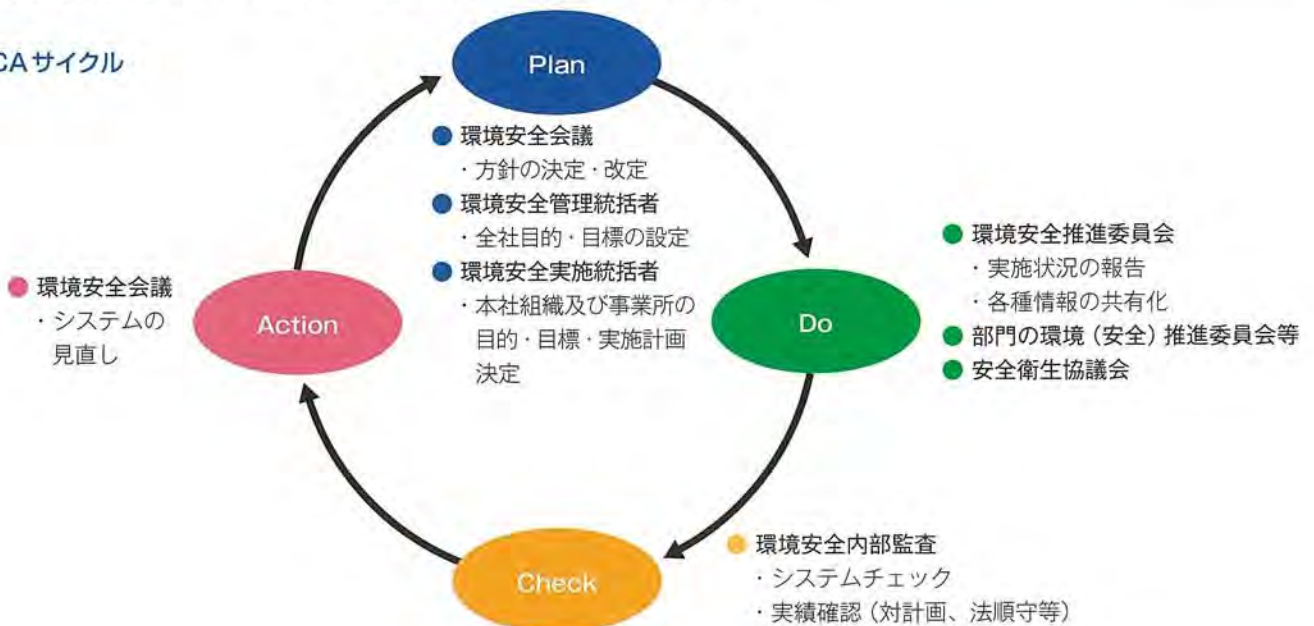 CAサイクル
Plan
● 環境安全会議
・方針の決定・改定
● 環境安全管理統括者
・全社目的・目標の設定
● 環境安全実施統括者
・本社組織及び事業所の
目的・目標・実施計画
決定
Do
● 環境安全推進委員会
・実施状況の報告
・各種情報の共有化
● 部門の環境（安全）推進委員会等
● 安全衛生協議会
Check
● 環境安全内部監査
・システムチェック
・実績確認（対計画、法順守等）
Action
● 環境安全会議
・システムの
見直し